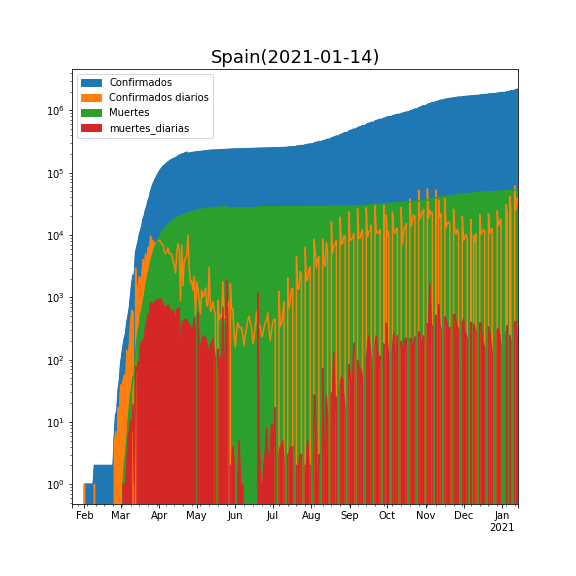 Spain(2021-01-14)
Confirmados
Confirmados diarios
Muertes
muertes_diarias
10⁶
10⁵
10⁴
10³
10²
10¹
10⁰
Feb Mar Apr May Jun Jul Aug Sep Oct Nov Dec Jan
2021